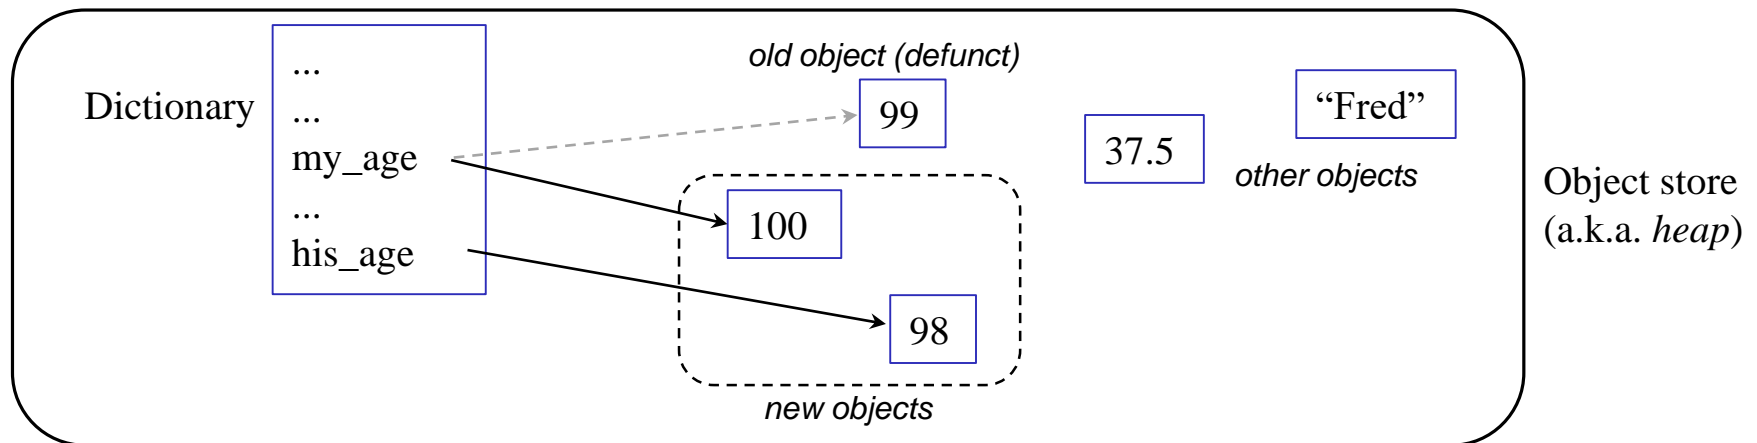 Dictionary
...
...
my_age
...
his_age
old object (defunct)
99
100
98
new objects
37.5
“Fred”
other objects
Object store
(a.k.a. heap)